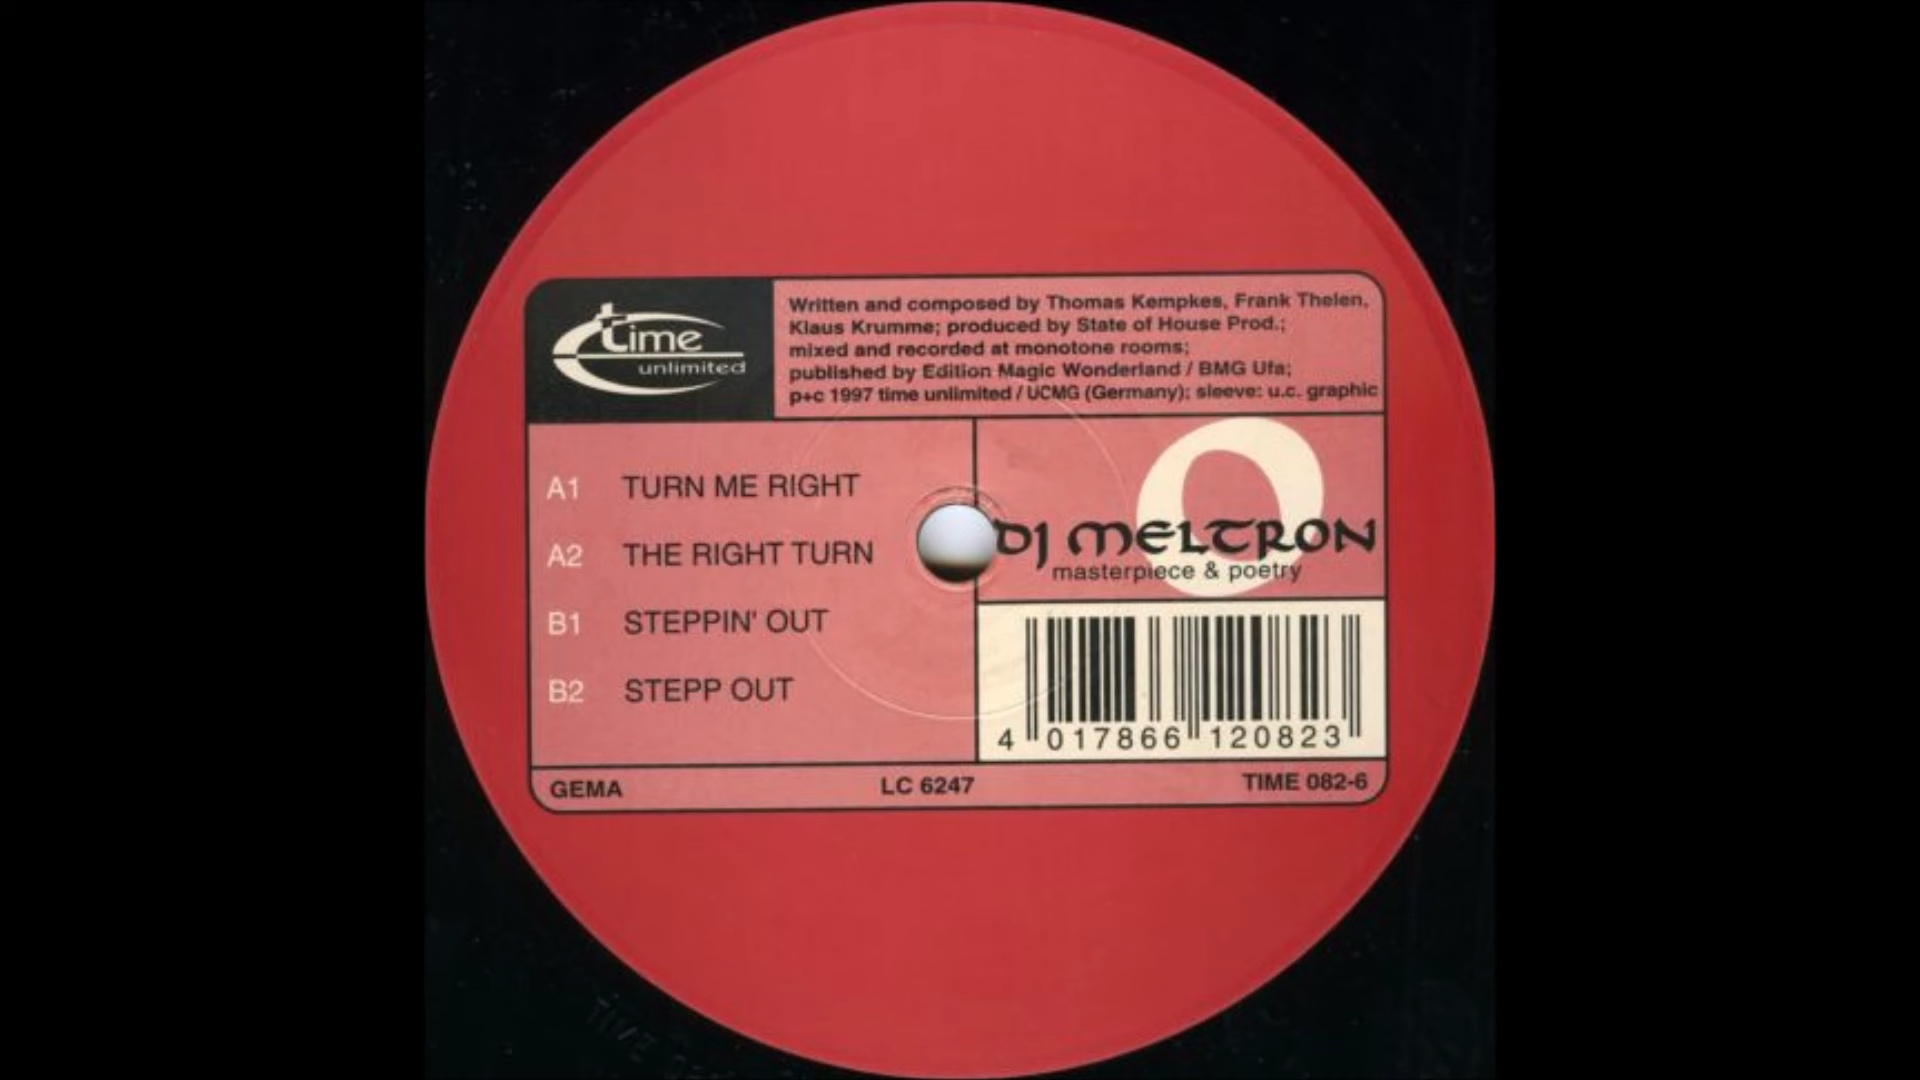 time
unlimited
Written and composed by Thomas Kempkes, Frank Thelen,
Klaus Krumme; produced by State of House Prod.;
mixed and recorded at monotone rooms;
published by Edition Magic Wonderland / BMG Ufa;
p+c 1997 time unlimited / UCMG (Germany); sleeve: u.c. graphic
A1 TURN ME RIGHT
A2 THE RIGHT TURN
B1 STEPPIN' OUT
B2 STEPP OUT
DJ MELTRON
masterpiece & poetry
4 017866 120823
GEMA LC 6247 TIME 082-6
TIME